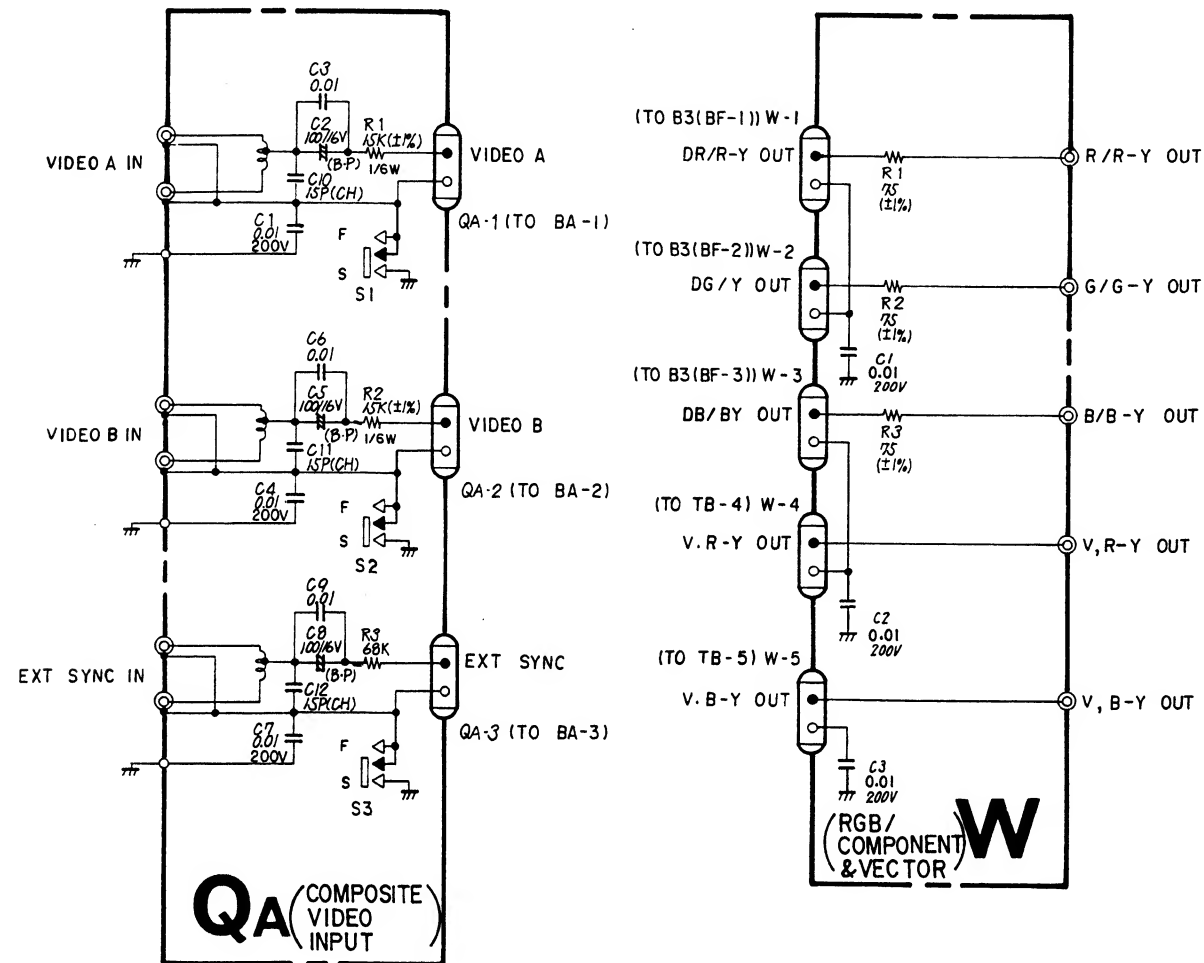 C3
0.01
C2
100/16V
(B·P)
R1
15K(±1%)
1/6W
VIDEO A IN
C10
15P(CH)
C1
0.01
200V
F
S
S1
VIDEO A
QA-1 (TO BA-1)
C6
0.01
C5
100/16V
(B·P)
R2
15K(±1%)
1/6W
VIDEO B IN
C11
15P(CH)
C4
0.01
200V
F
S
S2
VIDEO B
QA-2 (TO BA-2)
C9
0.01
C8
100/16V
(B·P)
R3
68K
EXT SYNC IN
C12
15P(CH)
C7
0.01
200V
F
S
S3
EXT SYNC
QA-3 (TO BA-3)
QA
(COMPOSITE
VIDEO
INPUT)
(TO B3(BF-1)) W-1
DR/R-Y OUT
R1
75
(±1%)
R/R-Y OUT
(TO B3(BF-2)) W-2
DG/Y OUT
R2
75
(±1%)
G/G-Y OUT
C1
0.01
200V
(TO B3(BF-3)) W-3
DB/BY OUT
R3
75
(±1%)
B/B-Y OUT
(TO TB-4) W-4
V.R-Y OUT
V,R-Y OUT
C2
0.01
200V
(TO TB-5) W-5
V.B-Y OUT
V, B-Y OUT
C3
0.01
200V
(RGB/
COMPONENT
&VECTOR)
W